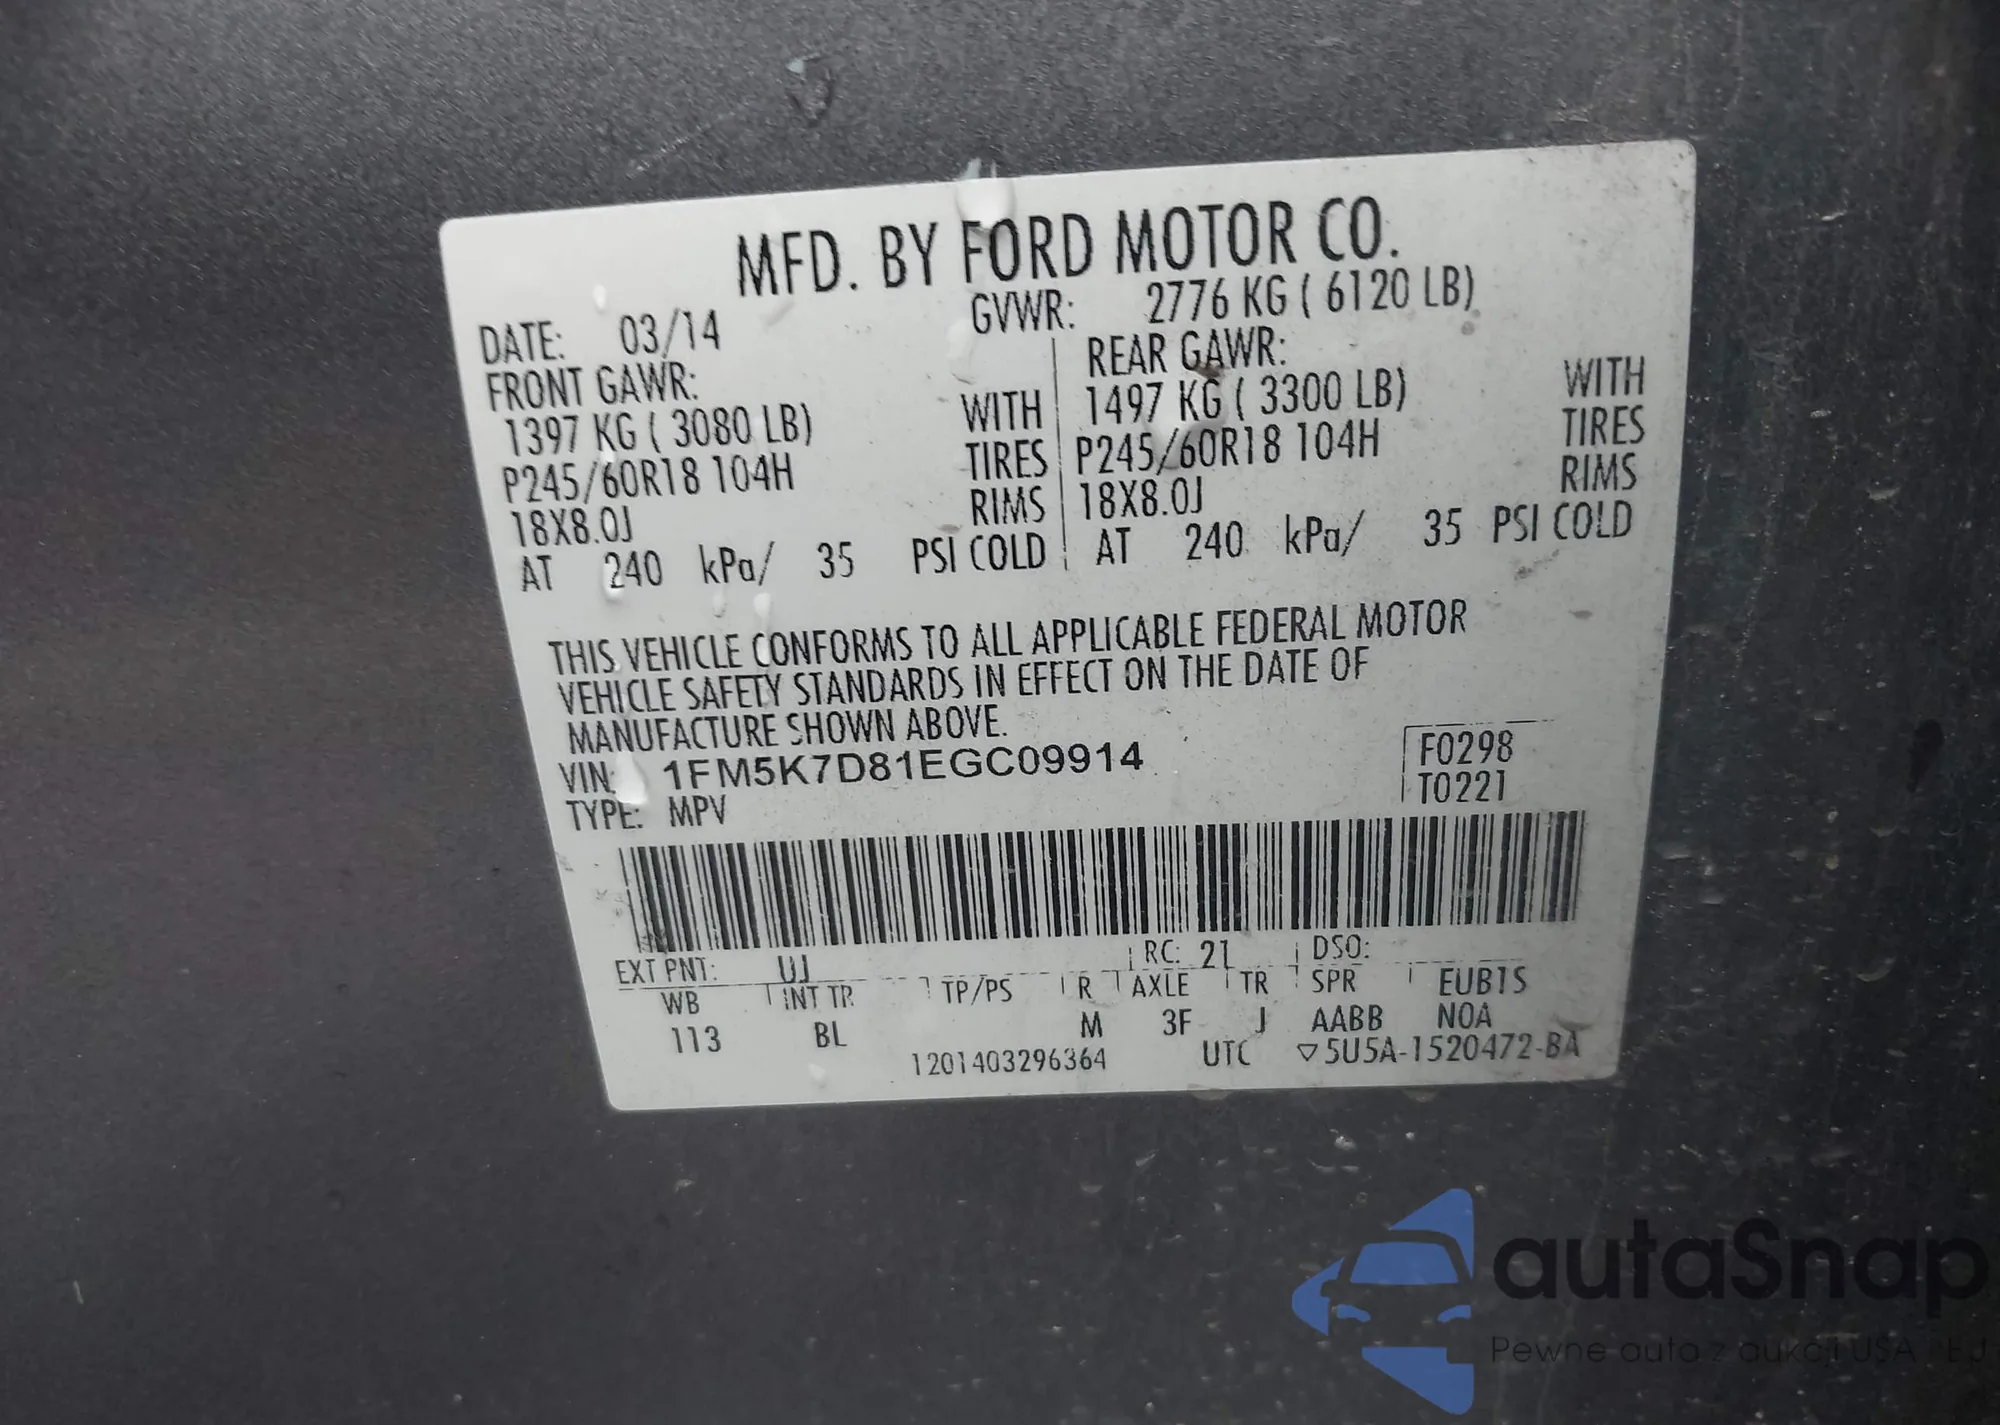 MFD. BY FORD MOTOR CO.
DATE: 03/14 GVWR: 2776 KG ( 6120 LB)
FRONT GAWR: REAR GAWR:
1397 KG ( 3080 LB) WITH 1497 KG ( 3300 LB) WITH
P245/60R18 104H TIRES P245/60R18 104H TIRES
18X8.0J RIMS 18X8.0J RIMS
AT 240 kPa/ 35 PSI COLD AT 240 kPa/ 35 PSI COLD
THIS VEHICLE CONFORMS TO ALL APPLICABLE FEDERAL MOTOR
VEHICLE SAFETY STANDARDS IN EFFECT ON THE DATE OF
MANUFACTURE SHOWN ABOVE.
VIN: 1FM5K7D81EGC09914 F0298
TYPE: MPV T0221
EXT PNT: UJ RC: 21 DSO:
WB INT TR TP/PS R AXLE TR SPR EUB1S
113 BL M 3F J AABB NOA
1201403296364 UTC ▽5U5A-1520472-BA
autaSnap
Pewne auta z aukcji USA i EU